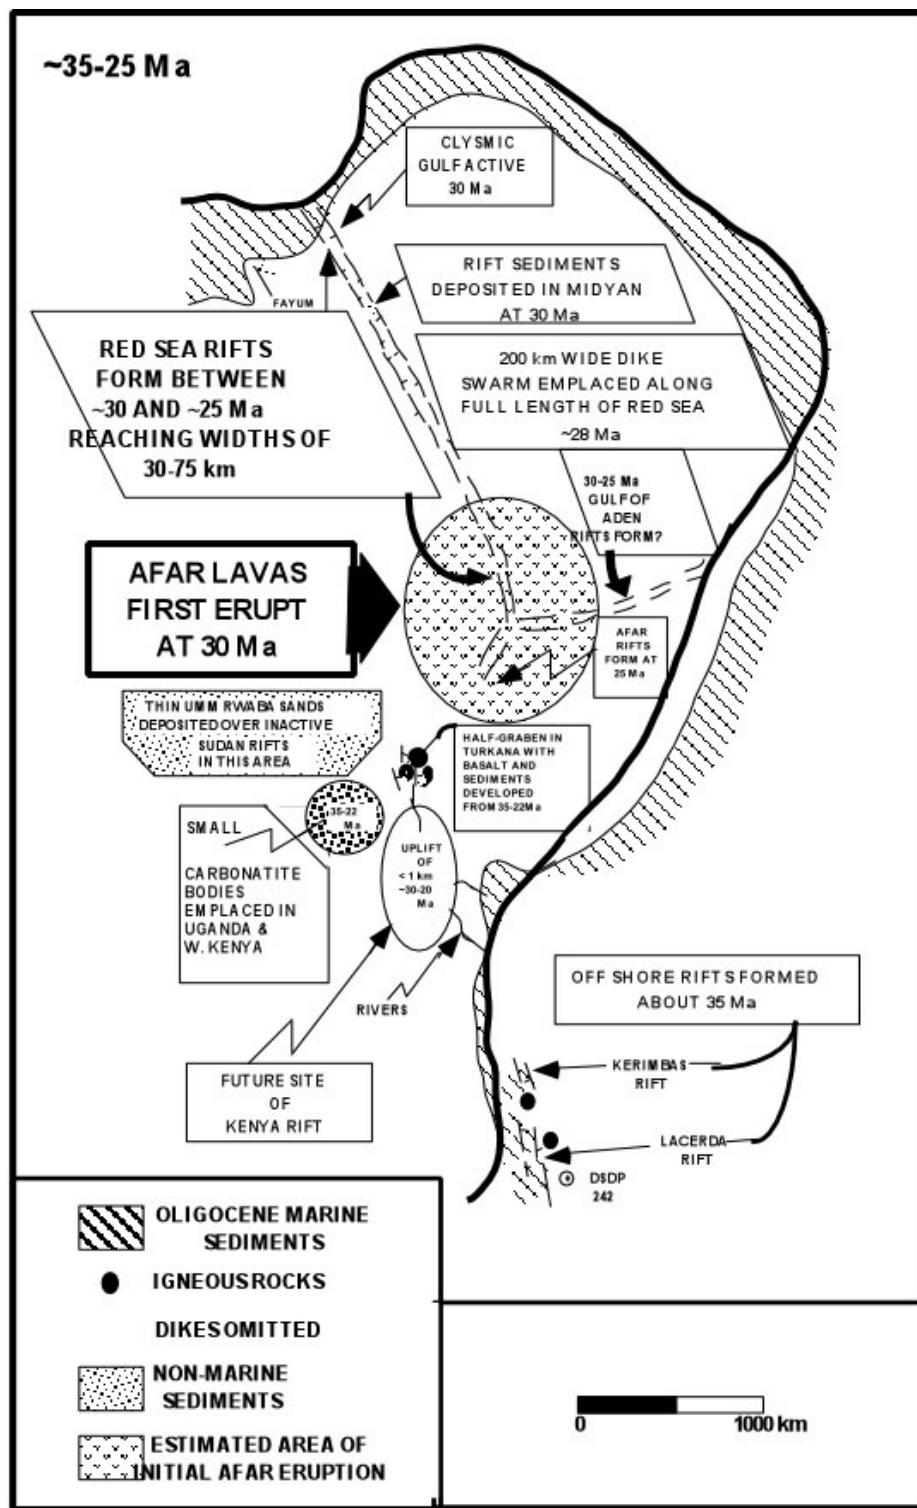 ~35-25 Ma
CLYSMIC
GULF ACTIVE
30 Ma
RIFT SEDIMENTS
DEPOSITED IN MIDYAN
AT 30 Ma
FAYUM
RED SEA RIFTS
FORM BETWEEN
~30 AND ~25 Ma
REACHING WIDTHS OF
30-75 km
200 km WIDE DIKE
SWARM EMPLACED ALONG
FULL LENGTH OF RED SEA
~28 Ma
30-25 Ma
GULF OF
ADEN
RIFTS FORM?
AFAR LAVAS
FIRST ERUPT
AT 30 Ma
AFAR
RIFTS
FORM AT
25 Ma
THIN UMM RWABA SANDS
DEPOSITED OVER INACTIVE
SUDAN RIFTS
IN THIS AREA
HALF-GRABEN IN
TURKANA WITH
BASALT AND
SEDIMENTS
DEVELOPED
FROM 35-22Ma
35-22
Ma
SMALL
CARBONATITE
BODIES
EMPLACED IN
UGANDA &
W. KENYA
UPLIFT
OF
< 1 km
~30-20
Ma
RIVERS
OFF SHORE RIFTS FORMED
ABOUT 35 Ma
FUTURE SITE
OF
KENYA RIFT
KERIMBAS
RIFT
LACERDA
RIFT
DSDP
242
OLIGOCENE MARINE
SEDIMENTS
IGNEOUS ROCKS
DIKES OMITTED
NON-MARINE
SEDIMENTS
ESTIMATED AREA OF
INITIAL AFAR ERUPTION
0 1000 km